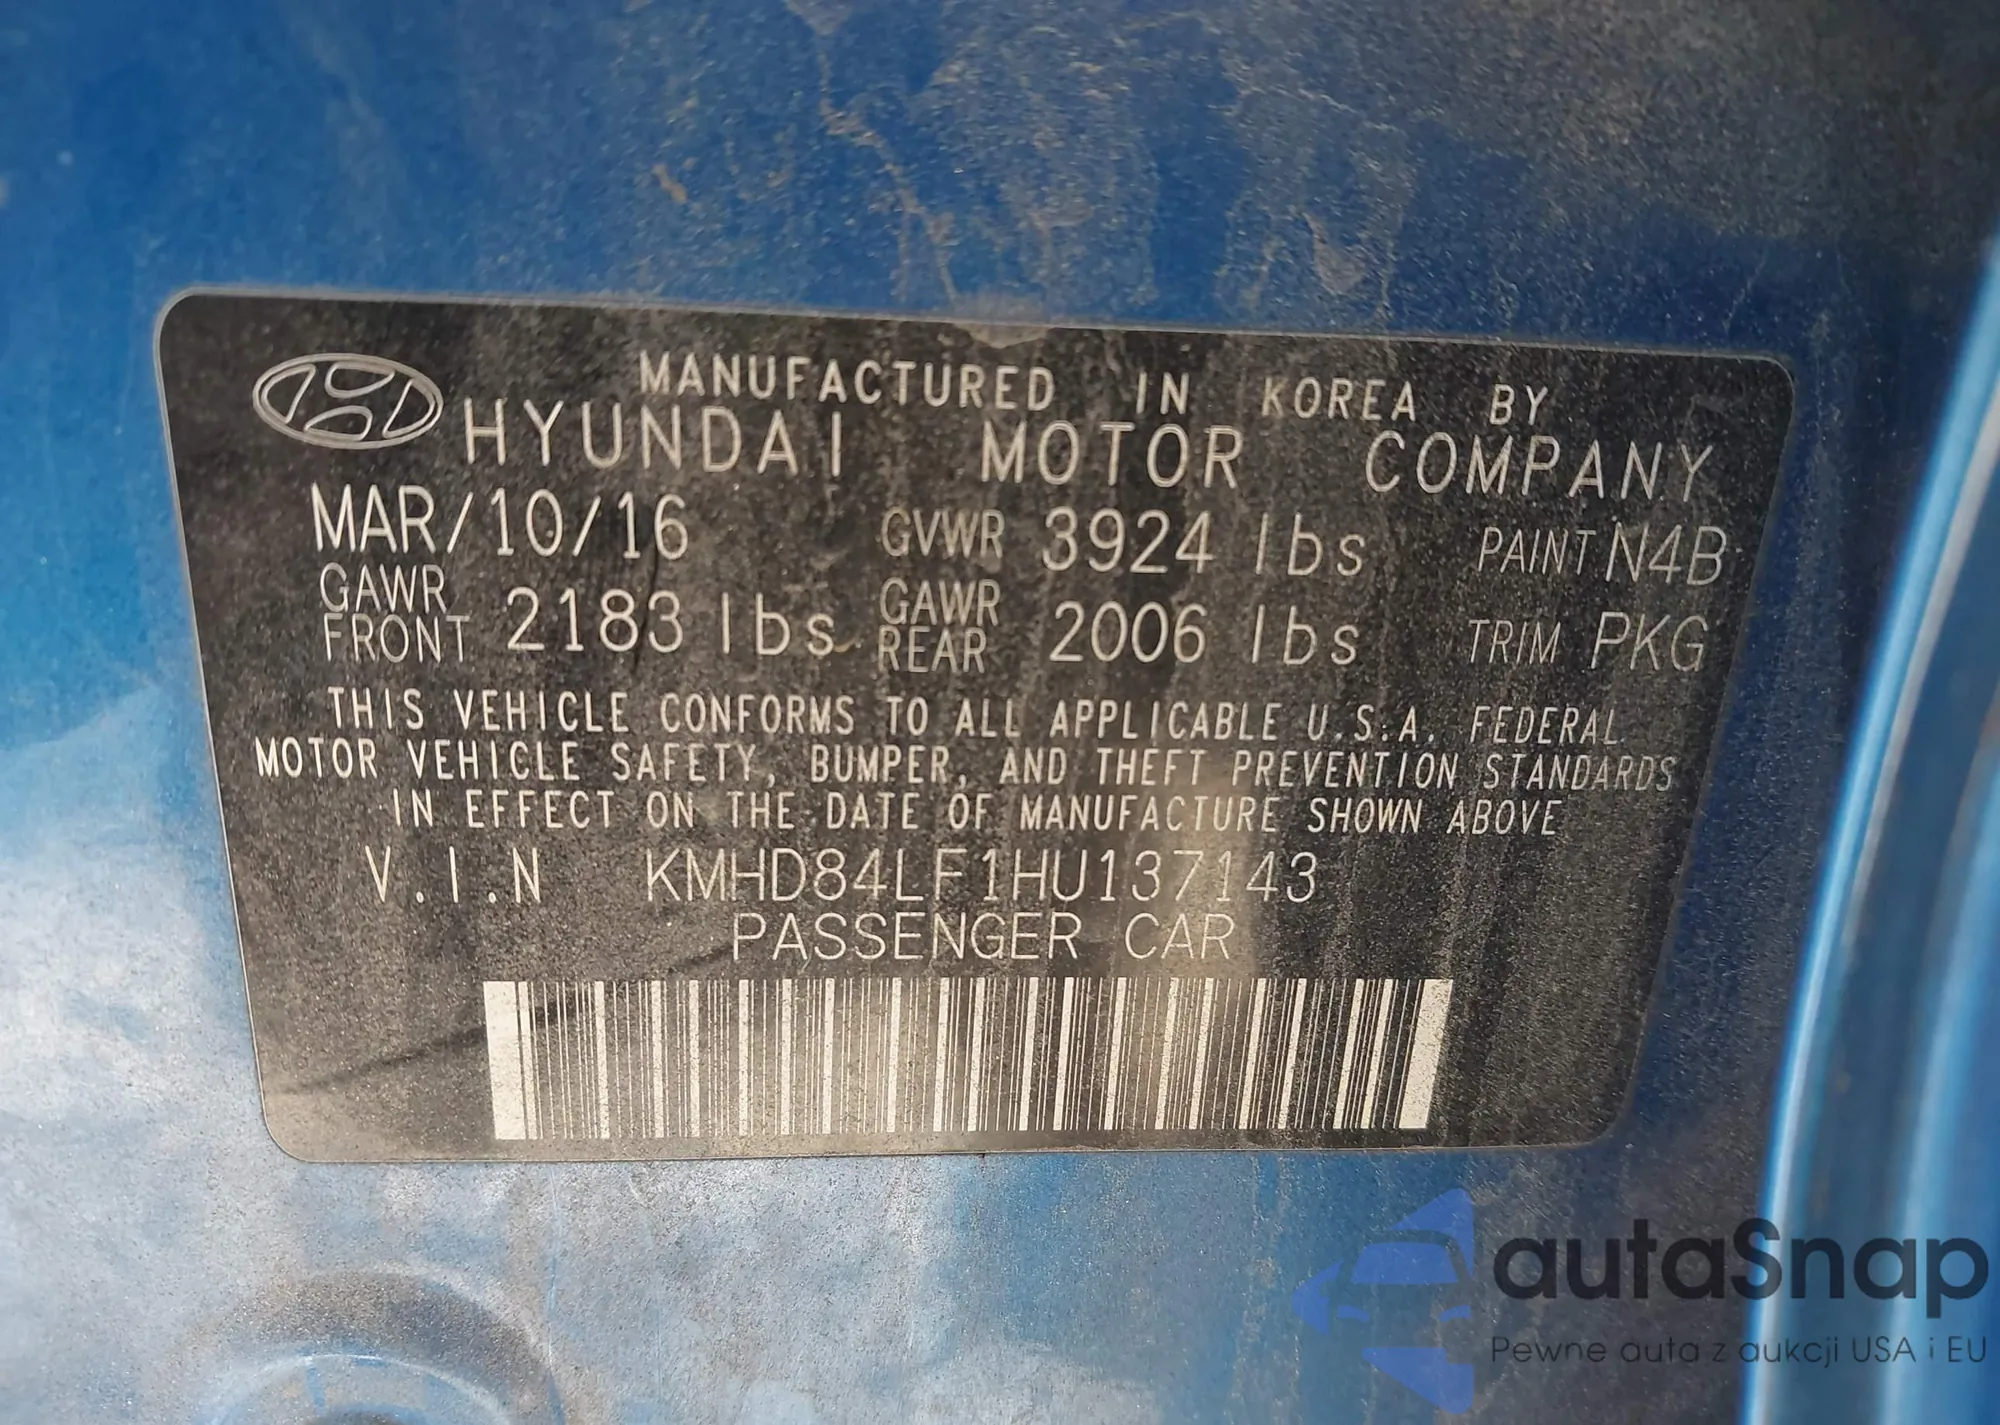 MANUFACTURED IN KOREA BY
HYUNDAI MOTOR COMPANY
MAR/10/16 GVWR 3924 lbs PAINT N4B
GAWR FRONT 2183 lbs GAWR REAR 2006 lbs TRIM PKG
THIS VEHICLE CONFORMS TO ALL APPLICABLE U.S.A. FEDERAL
MOTOR VEHICLE SAFETY, BUMPER, AND THEFT PREVENTION STANDARDS
IN EFFECT ON THE DATE OF MANUFACTURE SHOWN ABOVE
V.I.N KMHD84LF1HU137143
PASSENGER CAR
autaSnap
Pewne auta z aukcji USA i EU